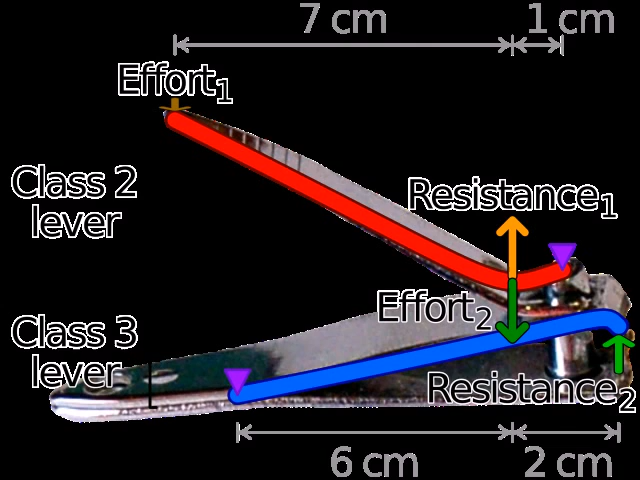 7 cm
1 cm
Effort1
Class 2
lever
Resistance1
Effort2
Class 3
lever
Resistance2
6 cm
2 cm